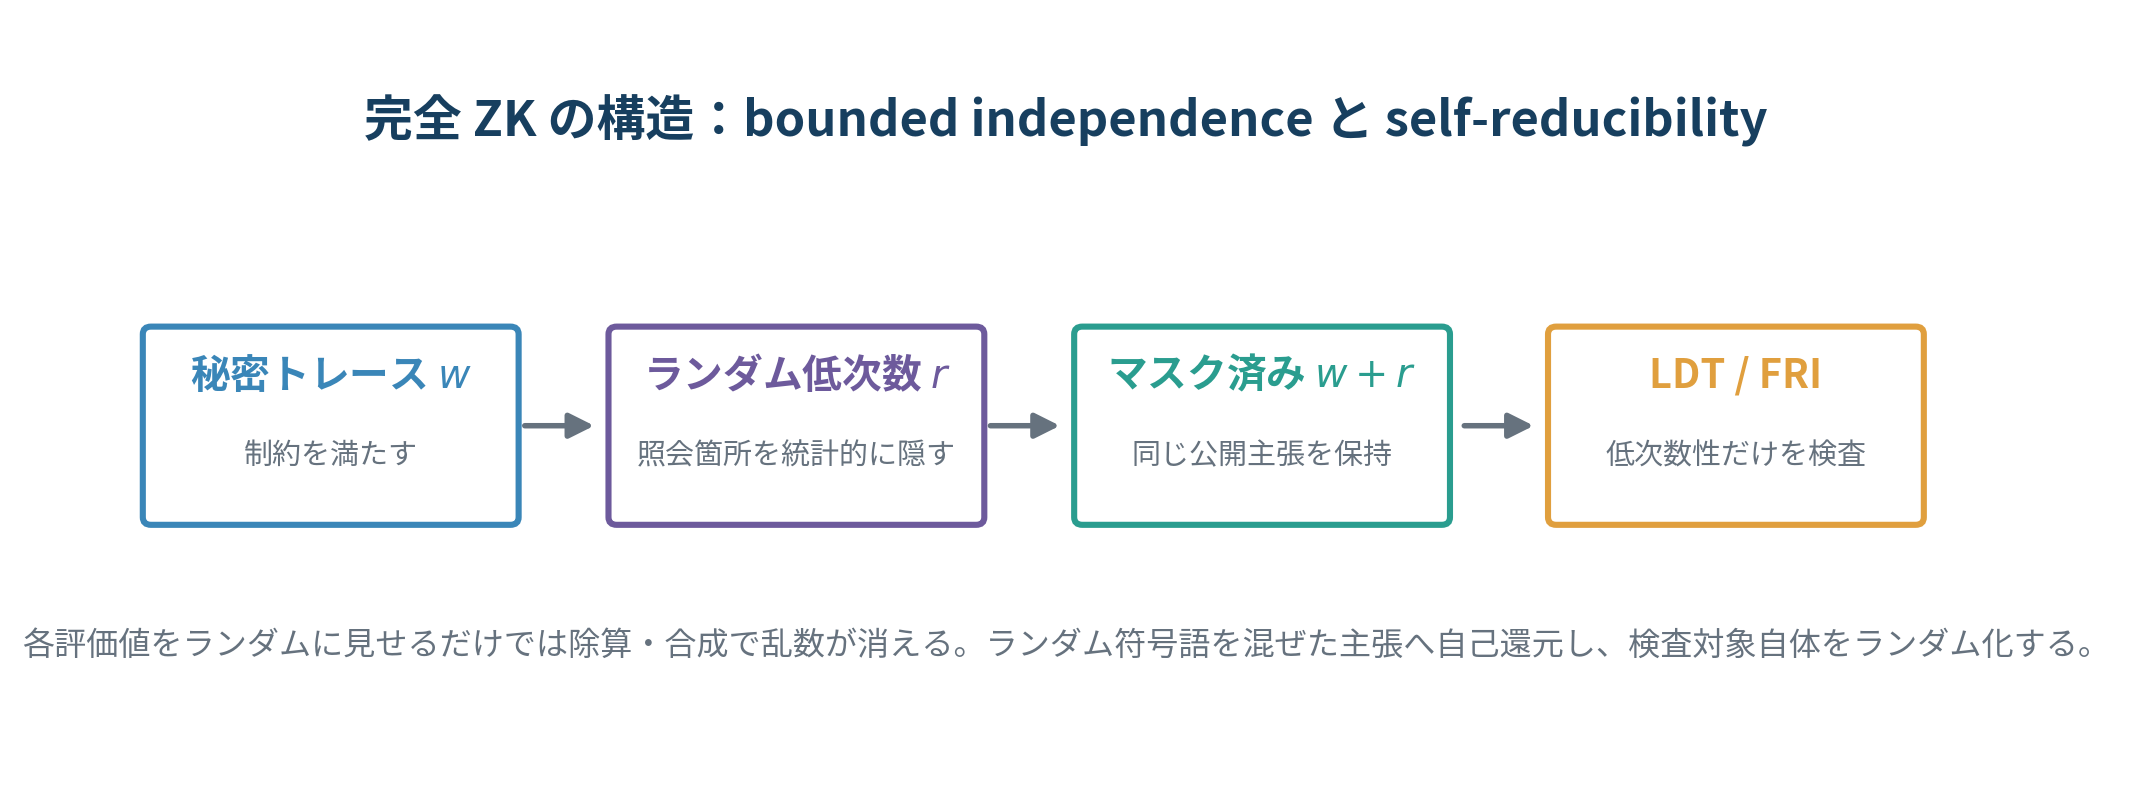 完全 ZK の構造：bounded independence と self-reducibility
秘密トレース w
制約を満たす
ランダム低次数 r
照会箇所を統計的に隠す
マスク済み w + r
同じ公開主張を保持
LDT / FRI
低次数性だけを検査
各評価値をランダムに見せるだけでは除算・合成で乱数が消える。ランダム符号語を混ぜた主張へ自己還元し、検査対象自体をランダム化する。